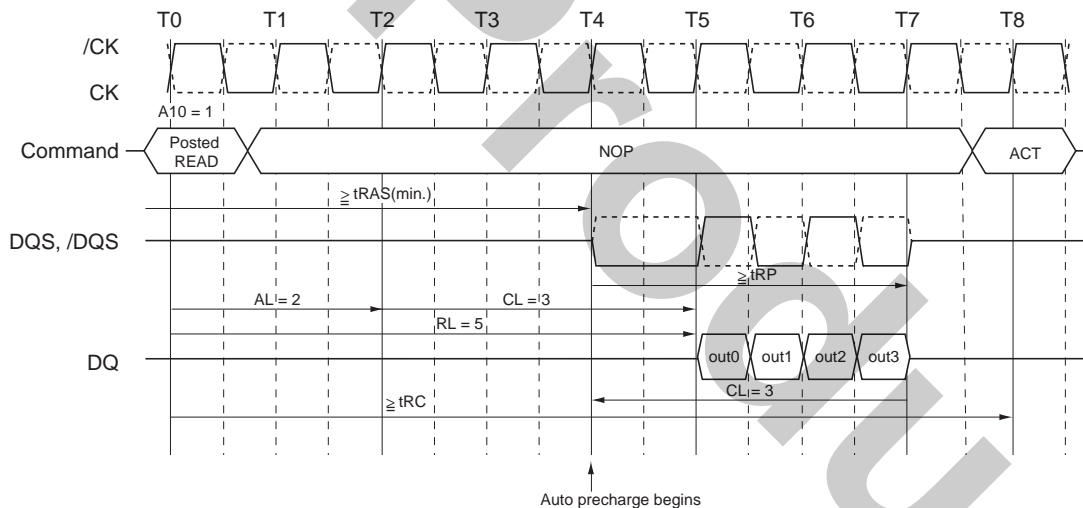 T0 T1 T2 T3 T4 T5 T6 T7 T8
/CK
CK
A10 = 1
Command
Posted
READ
NOP
ACT
≧ tRAS(min.)
DQS, /DQS
≧ tRP
AL = 2
CL = 3
RL = 5
DQ
out0 out1 out2 out3
CL = 3
≧ tRC
Auto precharge begins